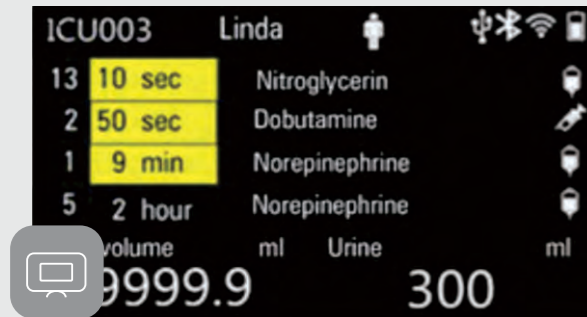 ICU003 Linda
13 10 sec Nitroglycerin
2 50 sec Dobutamine
1 9 min Norepinephrine
5 2 hour Norepinephrine
volume ml Urine ml
9999.9 300